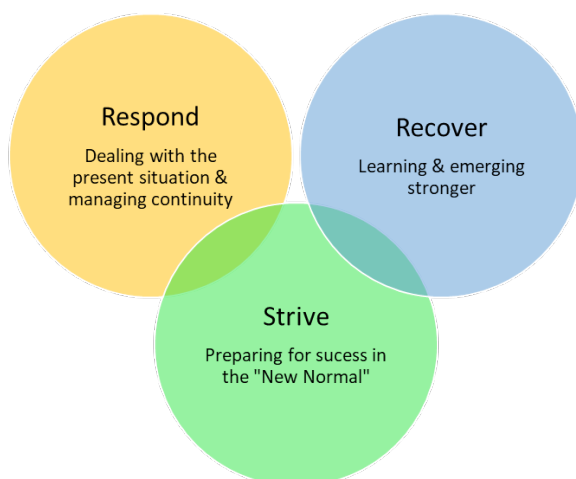 Respond
Dealing with the
present situation &
managing continuity
Recover
Learning & emerging
stronger
Strive
Preparing for sucess in
the "New Normal"